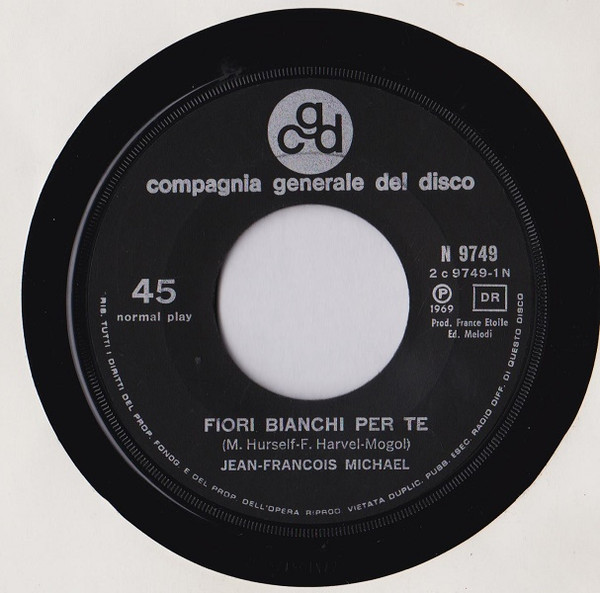 cgd
compagnia generale del disco
N 9749
2 c 9749-1N
45
normal play
P
1969
DR
Prod. France Etoile
Ed. Melodi
FIORI BIANCHI PER TE
(M. Hurself-F. Harvel-Mogol)
JEAN-FRANCOIS MICHAEL
RIS. TUTTI I DIRITTI DEL PROP. FONOG. E DEL PROP. DELL'OPERA RIPROD. VIETATA DUPLIC. PUBB. ESEC. RADIO DIFF. DI QUESTO DISCO